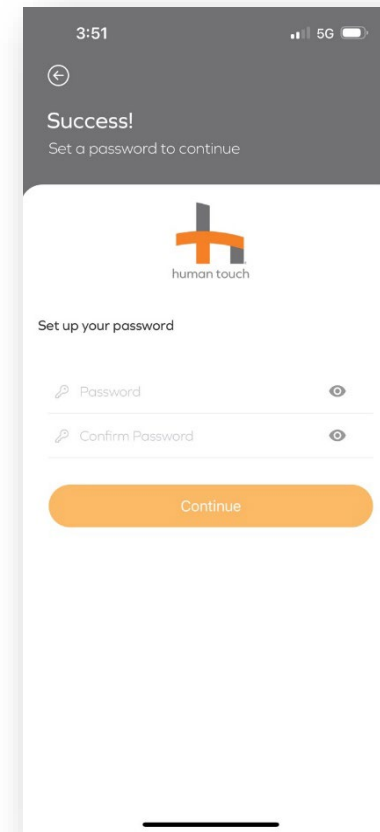 3:51 5G
Success!
Set a password to continue
human touch
Set up your password
Password
Confirm Password
Continue